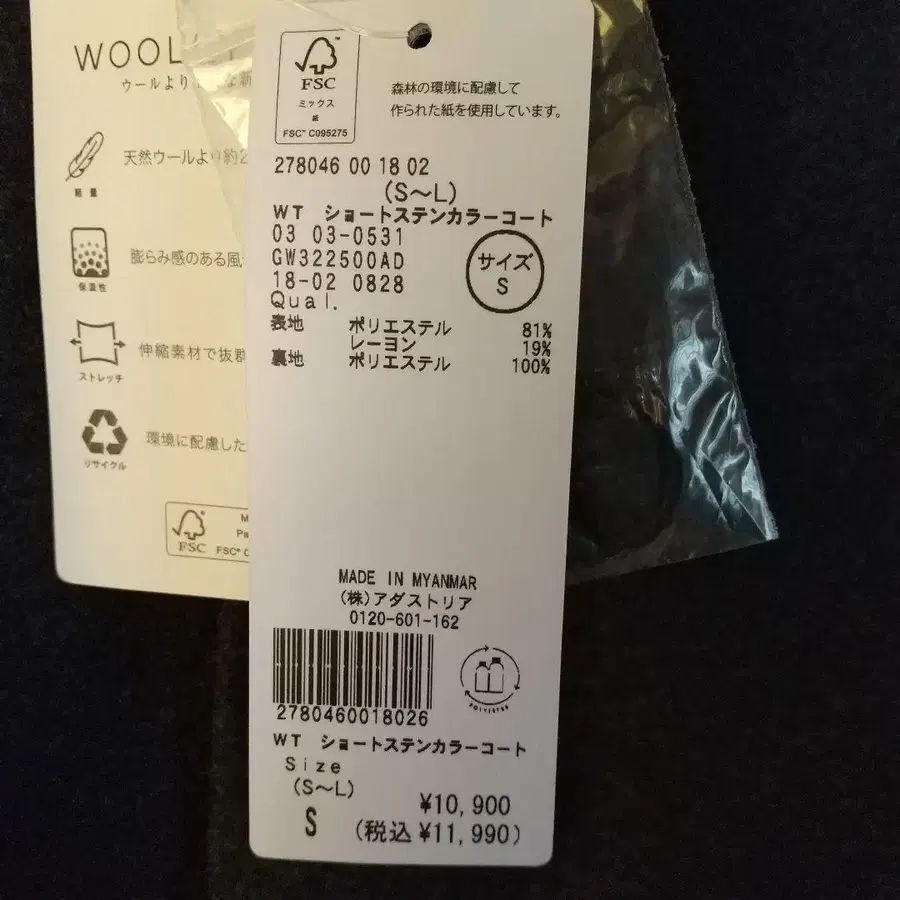 WOOL
ウールより
軽量
天然ウールより約2
保温性
膨らみ感のある風
ストレッチ
伸縮素材で抜群
リサイクル
環境に配慮した
FSC
FSC
ミックス
紙
FSC™ C095275
森林の環境に配慮して
作られた紙を使用しています。
278046 00 18 02
(S～L)
WT ショートステンカラーコート
03 03-0531
GW322500AD
18-02 0828
サイズ
S
Qual.
表地 ポリエステル 81%
レーヨン 19%
裏地 ポリエステル 100%
MADE IN MYANMAR
(株)アダストリア
0120-601-162
2780460018026
POLYESTER
WT ショートステンカラーコート
Size
(S～L)
S
¥10,900
(税込¥11,990)